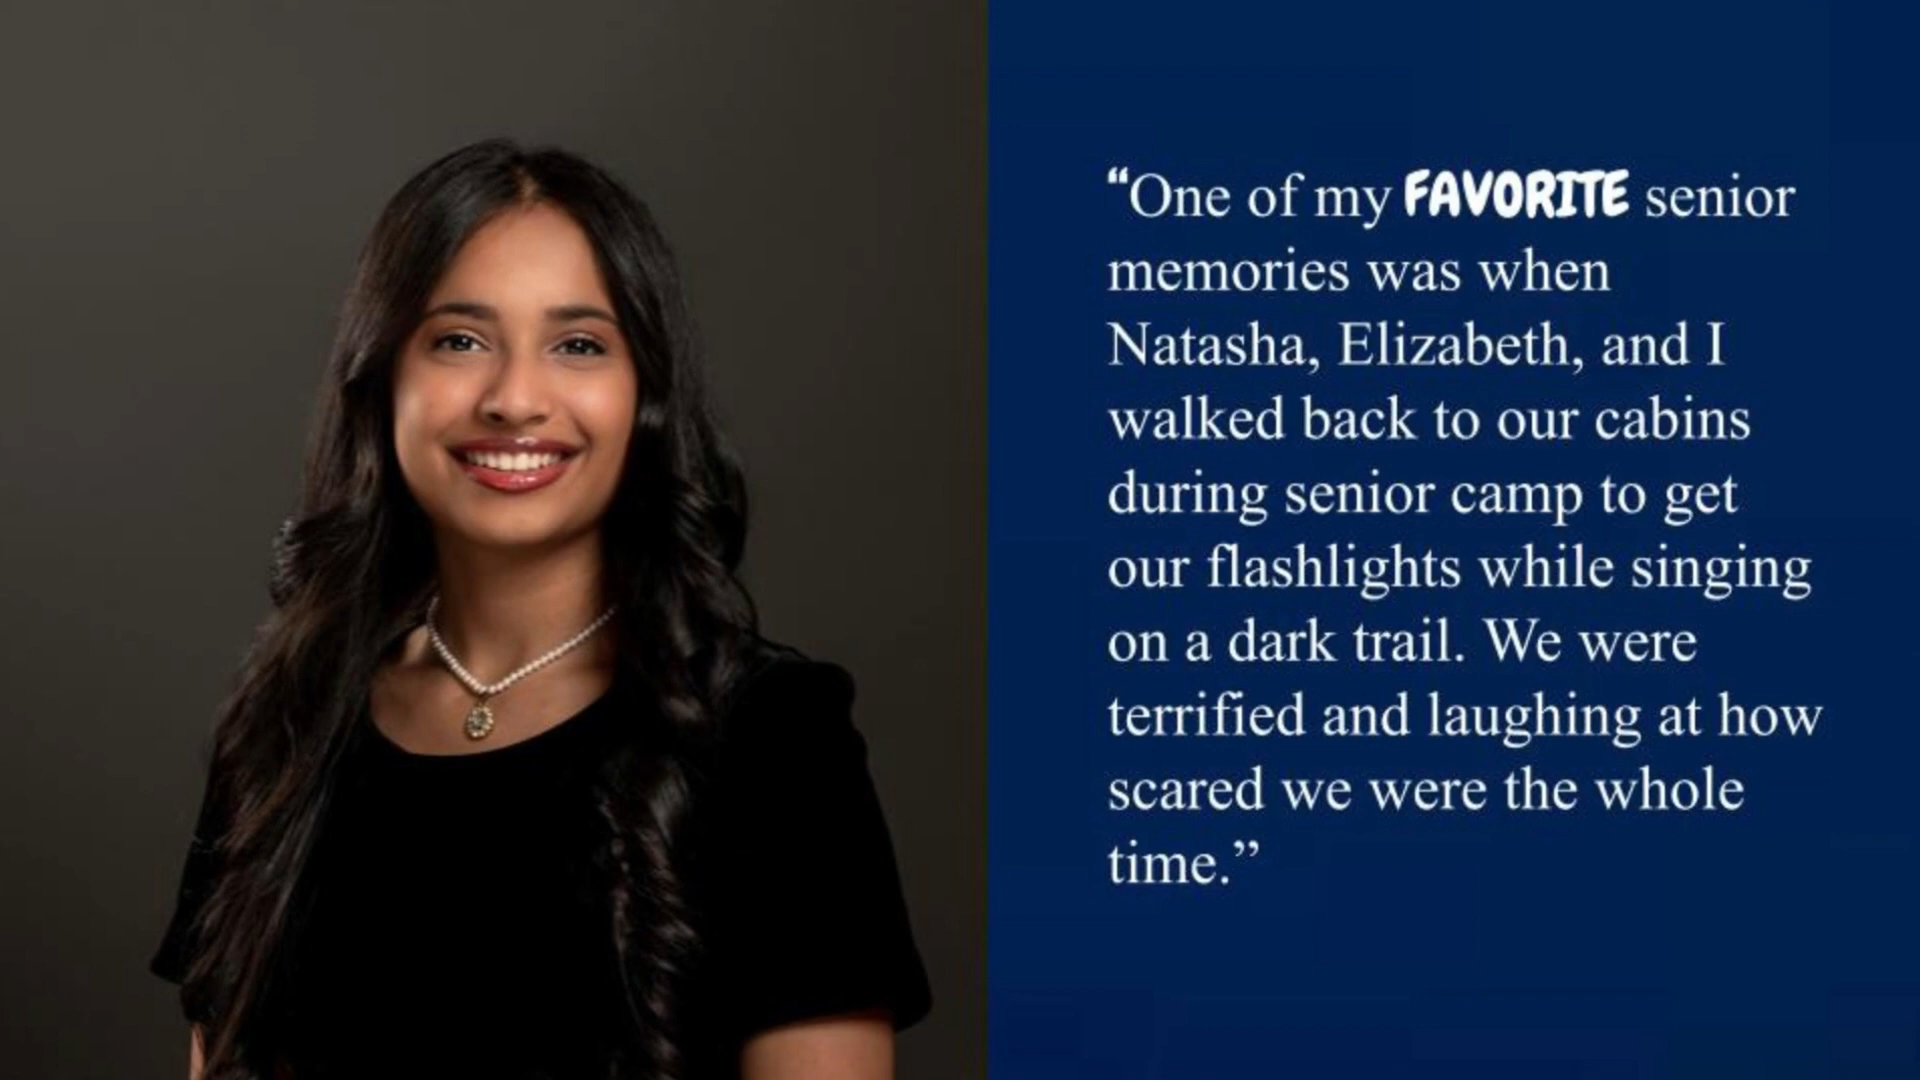 “One of my FAVORITE senior
memories was when
Natasha, Elizabeth, and I
walked back to our cabins
during senior camp to get
our flashlights while singing
on a dark trail. We were
terrified and laughing at how
scared we were the whole
time.”